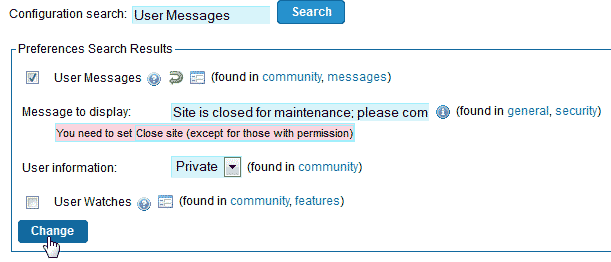 Configuration search: User Messages Search
Preferences Search Results
User Messages (found in community, messages)
Message to display: Site is closed for maintenance; please com (found in general, security)
You need to set Close site (except for those with permission)
User information: Private (found in community)
User Watches (found in community, features)
Change